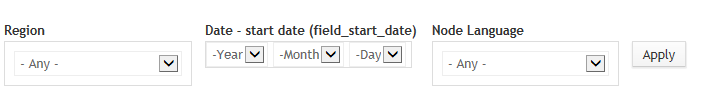 Region Date - start date (field_start_date) Node Language
- Any - -Year -Month -Day - Any - Apply